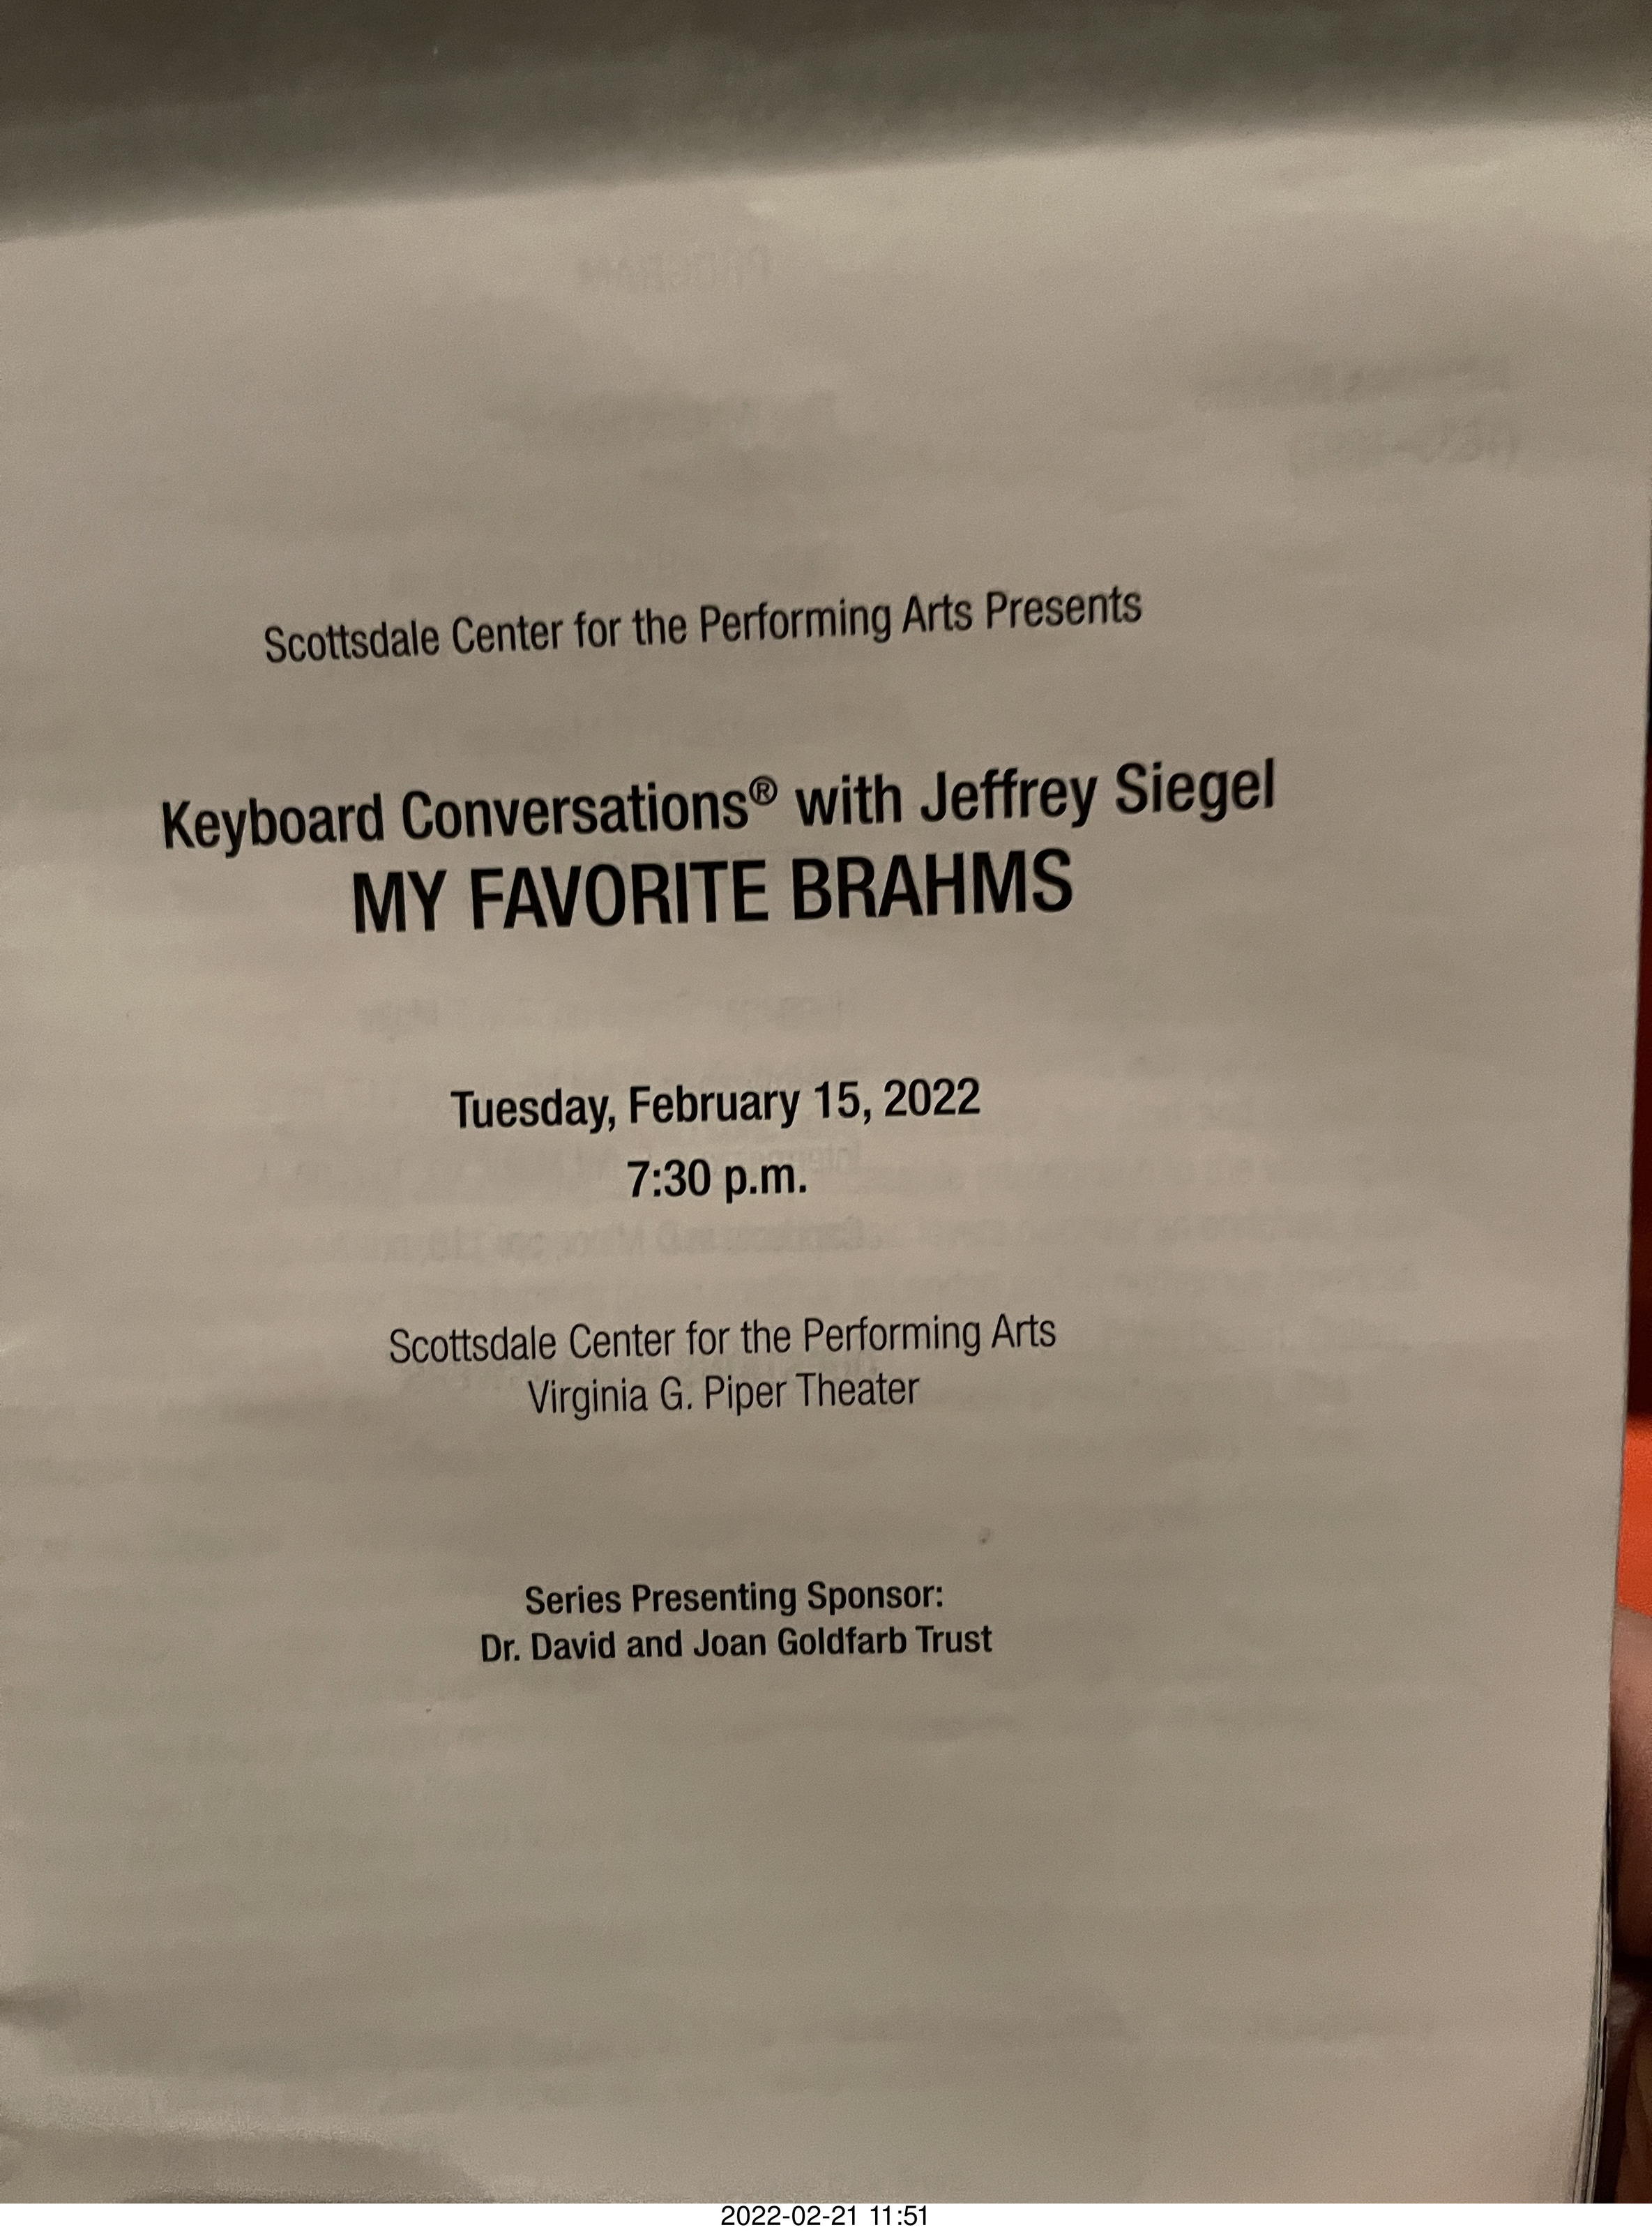 Scottsdale Center for the Performing Arts Presents
Keyboard Conversations® with Jeffrey Siegel
MY FAVORITE BRAHMS
Tuesday, February 15, 2022
7:30 p.m.
Scottsdale Center for the Performing Arts
Virginia G. Piper Theater
Series Presenting Sponsor:
Dr. David and Joan Goldfarb Trust
2022-02-21 11:51